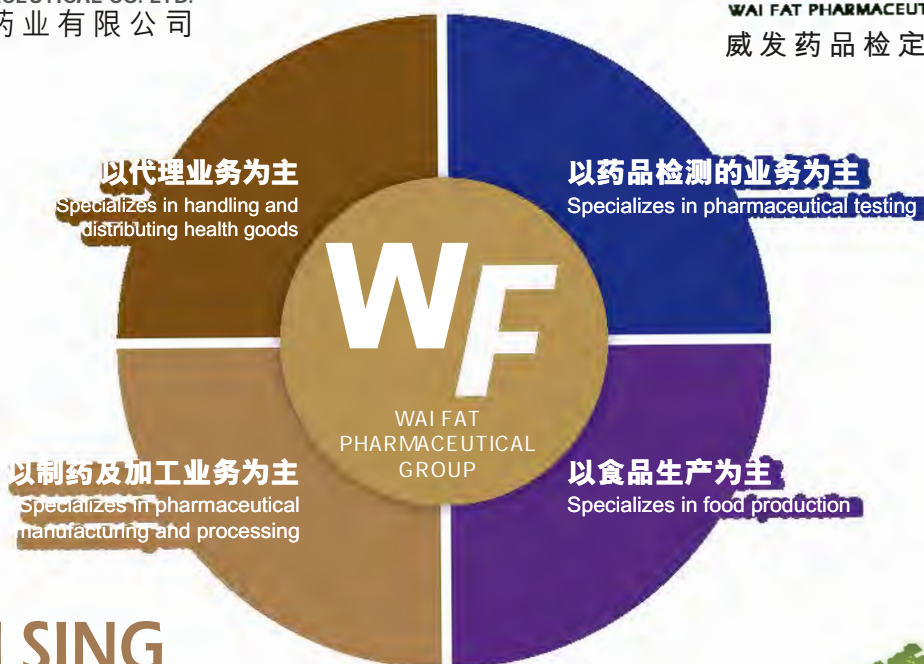 CEUTICAL CO. LTD.
药业有限公司
WAI FAT PHARMACEUT
威发药品检定
以代理业务为主
Specializes in handling and
distributing health goods
以药品检测的业务为主
Specializes in pharmaceutical testing
WF
WAI FAT
PHARMACEUTICAL
GROUP
以制药及加工业务为主
Specializes in pharmaceutical
manufacturing and processing
以食品生产为主
Specializes in food production
SING